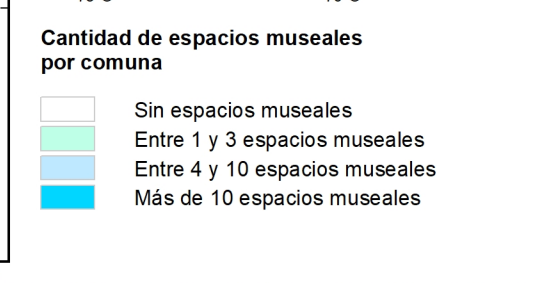 Cantidad de espacios museales
por comuna
Sin espacios museales
Entre 1 y 3 espacios museales
Entre 4 y 10 espacios museales
Más de 10 espacios museales